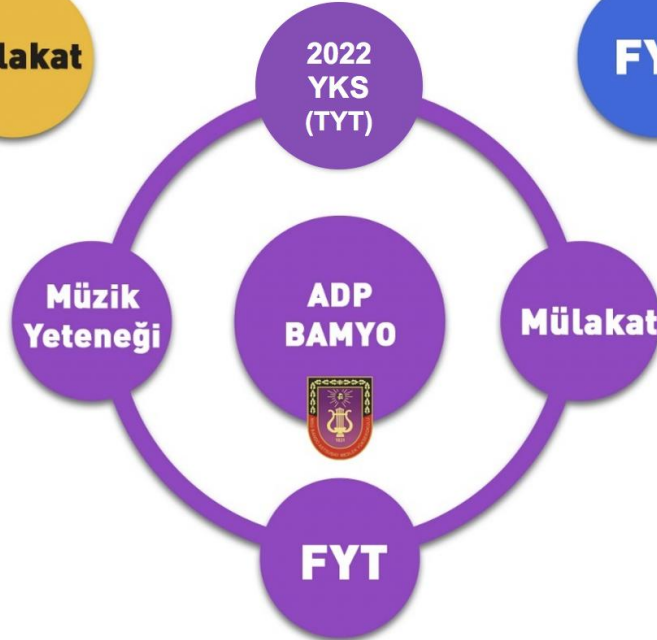 lakat
2022
YKS
(TYT)
FY
Müzik
Yeteneği
ADP
BAMYO
Mülakat
FYT